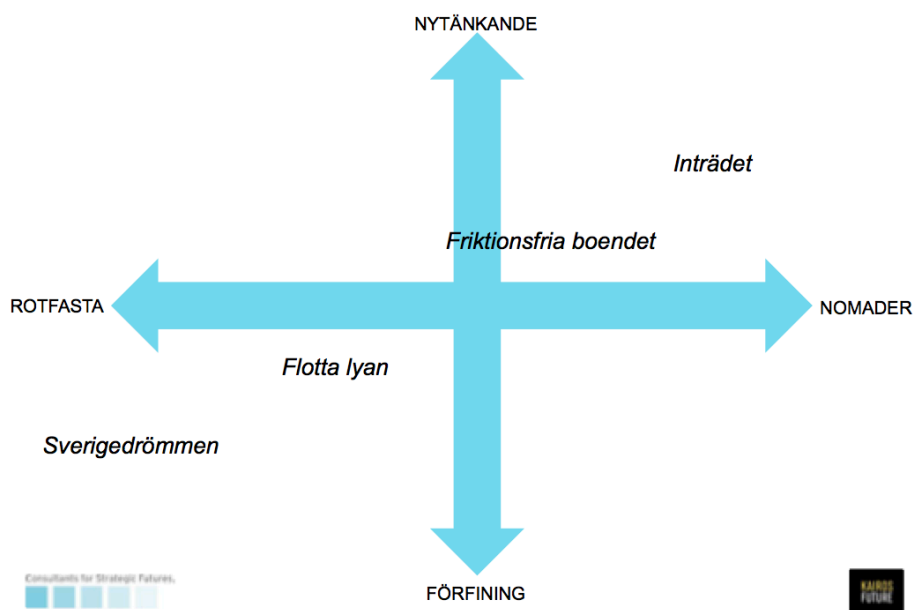 NYTÄNKANDE
Inträdet
Friktionsfria boendet
ROTFASTA
NOMADER
Flotta lyan
Sverigedrömmen
Consultants for Strategic Futures.
FÖRFINING
KAIROS
FUTURE